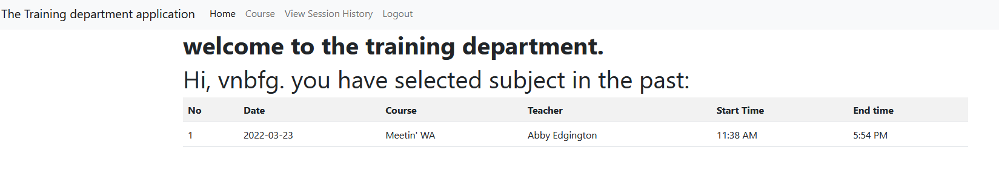 The Training department application Home Course View Session History Logout
welcome to the training department.
Hi, vnbfg. you have selected subject in the past:
No Date Course Teacher Start Time End time
1 2022-03-23 Meetin' WA Abby Edgington 11:38 AM 5:54 PM